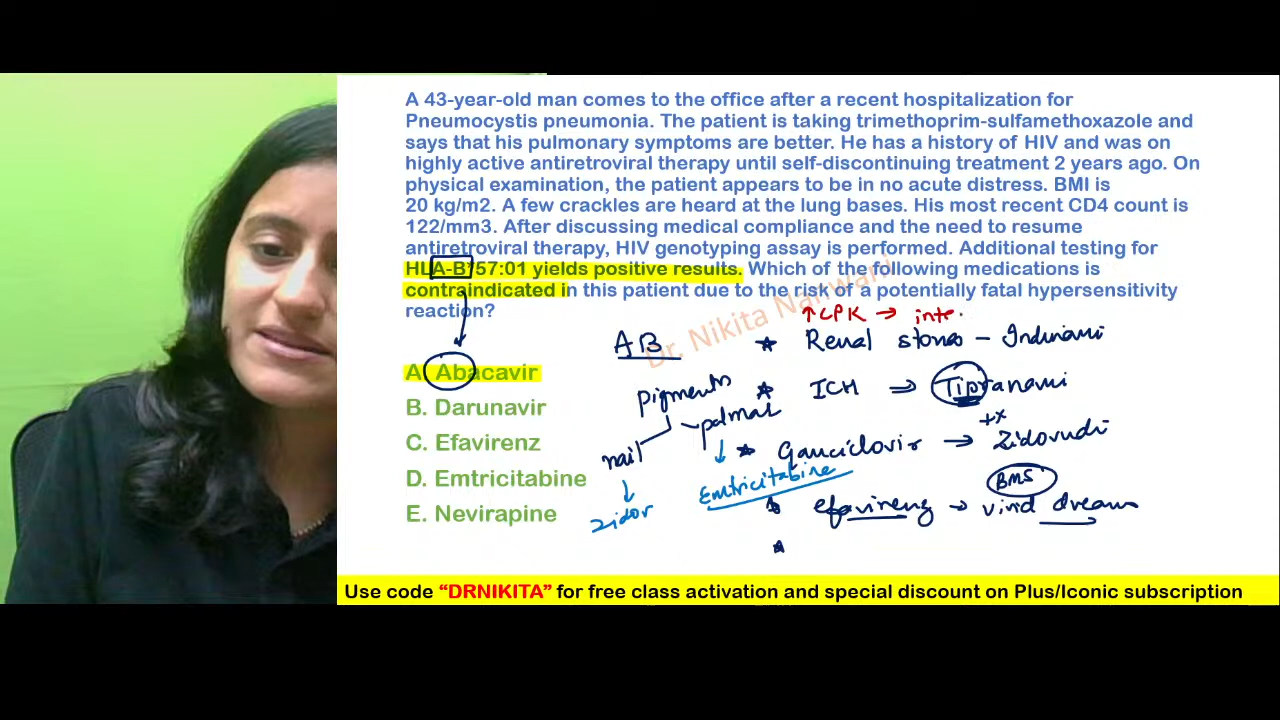 A 43-year-old man comes to the office after a recent hospitalization for
Pneumocystis pneumonia. The patient is taking trimethoprim-sulfamethoxazole and
says that his pulmonary symptoms are better. He has a history of HIV and was on
highly active antiretroviral therapy until self-discontinuing treatment 2 years ago. On
physical examination, the patient appears to be in no acute distress. BMI is
20 kg/m2. A few crackles are heard at the lung bases. His most recent CD4 count is
122/mm3. After discussing medical compliance and the need to resume
antiretroviral therapy, HIV genotyping assay is performed. Additional testing for
HLA-B*57:01 yields positive results. Which of the following medications is
contraindicated in this patient due to the risk of a potentially fatal hypersensitivity
reaction?
Dr. Nikita Nanwani
↑CPK → inte
AB
* Renal stones - Indinavi
A. Abacavir
pigments
* ICH ⇒ Tipranavi
B. Darunavir
palmar
++
C. Efavirenz
nail
* Ganciclovir → Zidovudi
D. Emtricitabine
Emtricitabine
BMS
E. Nevirapine
zidov
* efavirenz → vivid dreams
*
Use code “DRNIKITA” for free class activation and special discount on Plus/Iconic subscription